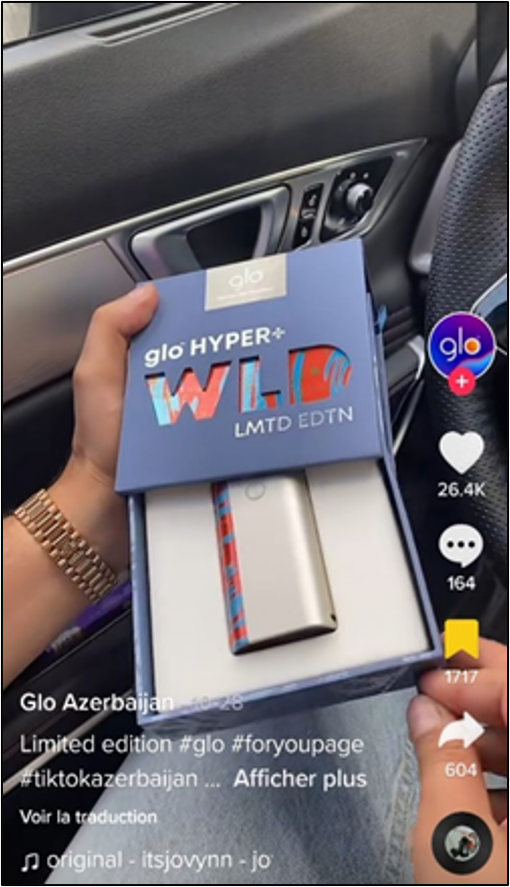 glo
glo HYPER+
WLD
LMTD EDTN
glo
26.4K
164
1717
604
Glo Azerbaijan 10-28
Limited edition #glo #foryoupage
#tiktokazerbaijan ... Afficher plus
Voir la traduction
original - itsjovynn - jo